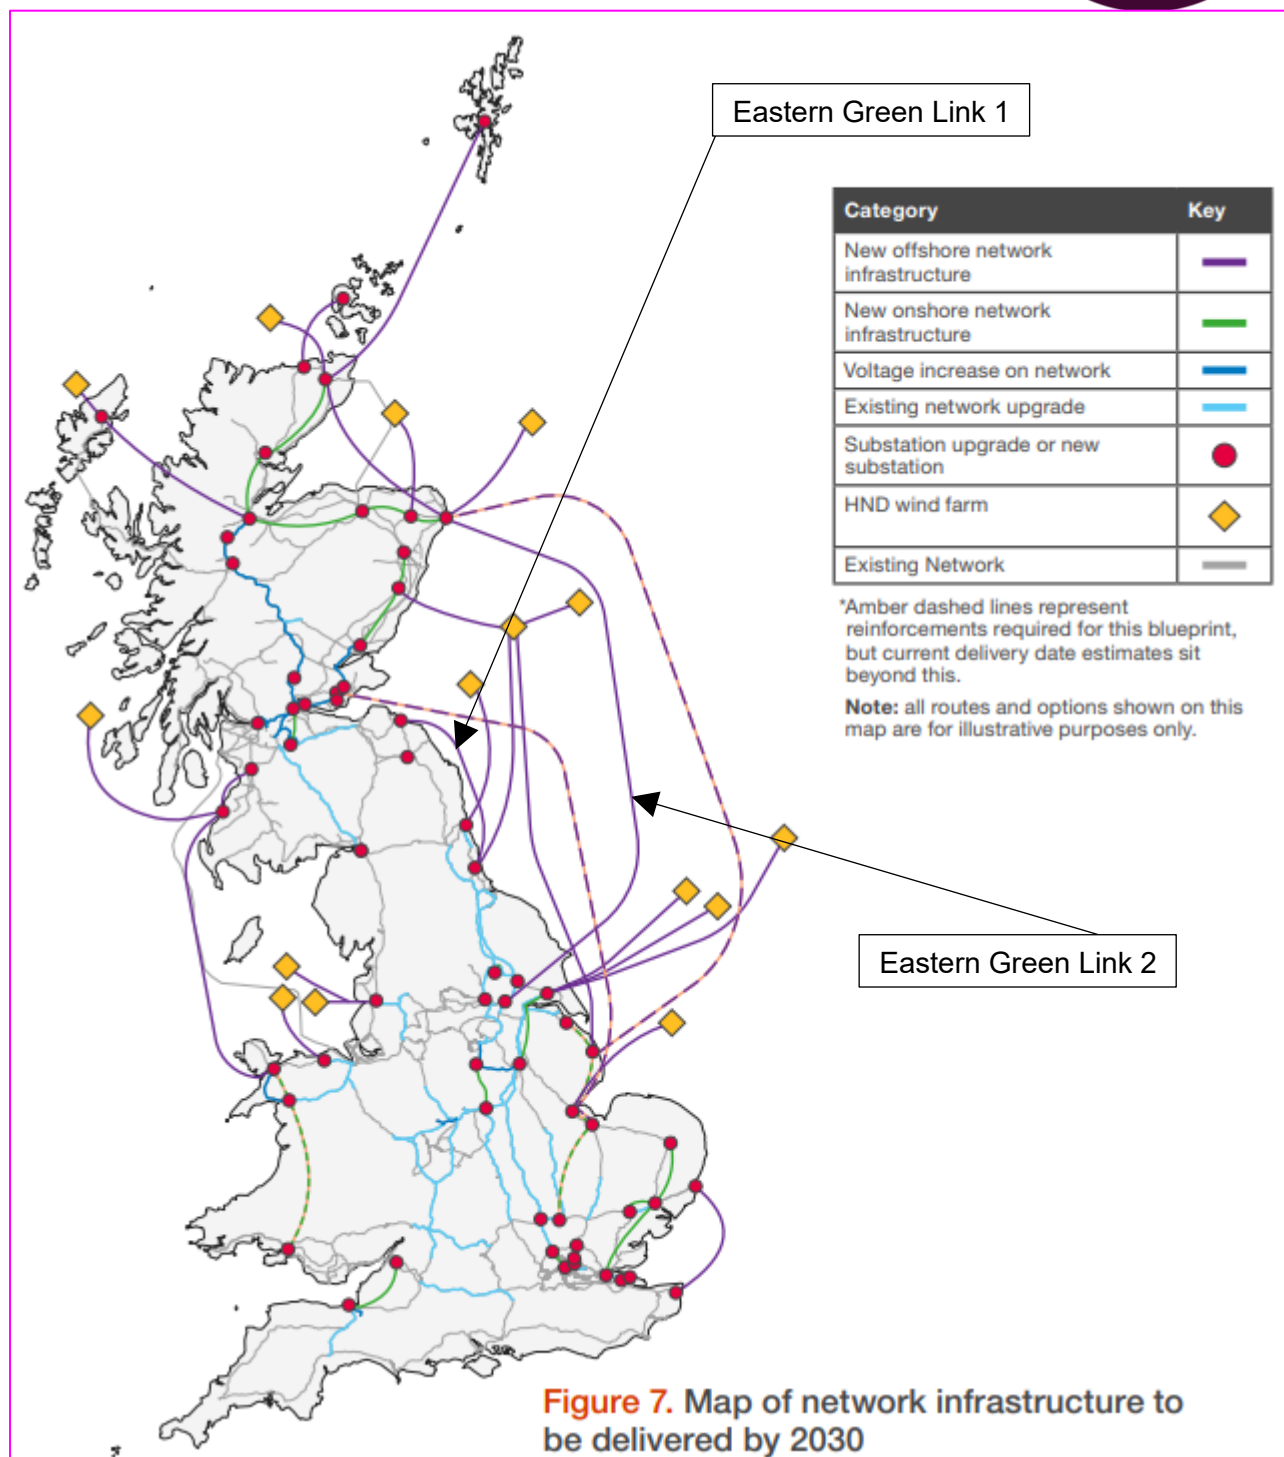 Eastern Green Link 1
Category Key
New offshore network
infrastructure
New onshore network
infrastructure
Voltage increase on network
Existing network upgrade
Substation upgrade or new
substation
HND wind farm
Existing Network
*Amber dashed lines represent
reinforcements required for this blueprint,
but current delivery date estimates sit
beyond this.
Note: all routes and options shown on this
map are for illustrative purposes only.
Eastern Green Link 2
Figure 7. Map of network infrastructure to
be delivered by 2030